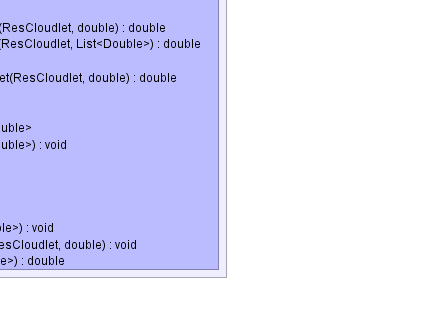 (ResCloudlet, double) : double
(ResCloudlet, List<Double>) : double
et(ResCloudlet, double) : double
uble>
uble>) : void
le>) : void
esCloudlet, double) : void
e>) : double